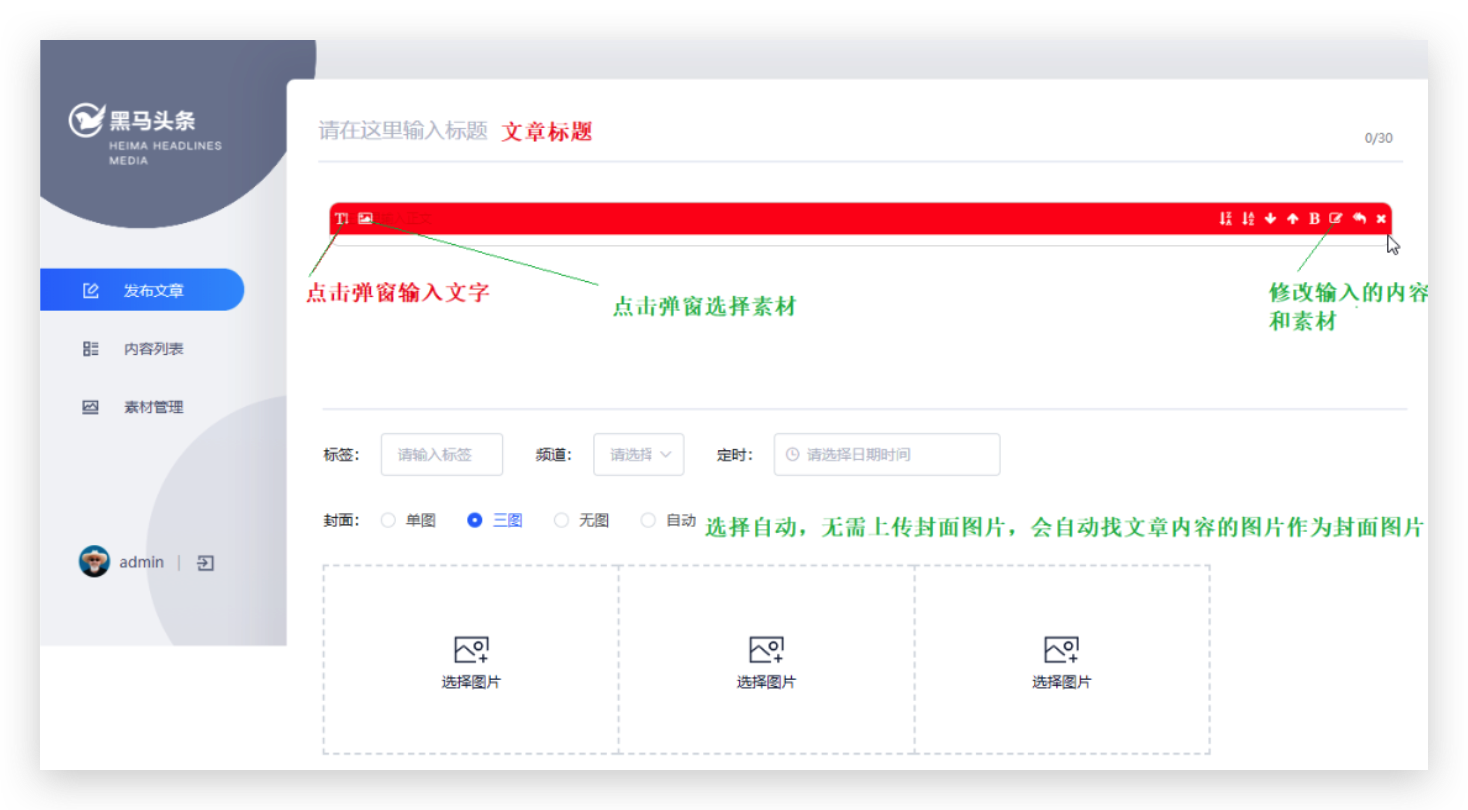 黑马头条
HEIMA HEADLINES
MEDIA
发布文章
内容列表
素材管理
admin
请在这里输入标题 文章标题
0/30
点击弹窗输入文字
点击弹窗选择素材
修改输入的内容
和素材
标签： 请输入标签 频道： 请选择 定时： 请选择日期时间
封面： 单图 三图 无图 自动 选择自动，无需上传封面图片，会自动找文章内容的图片作为封面图片
选择图片 选择图片 选择图片